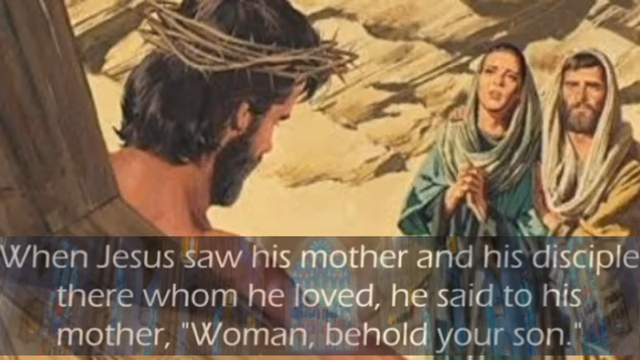 When Jesus saw his mother and his disciple
there whom he loved, he said to his
mother, "Woman, behold your son."